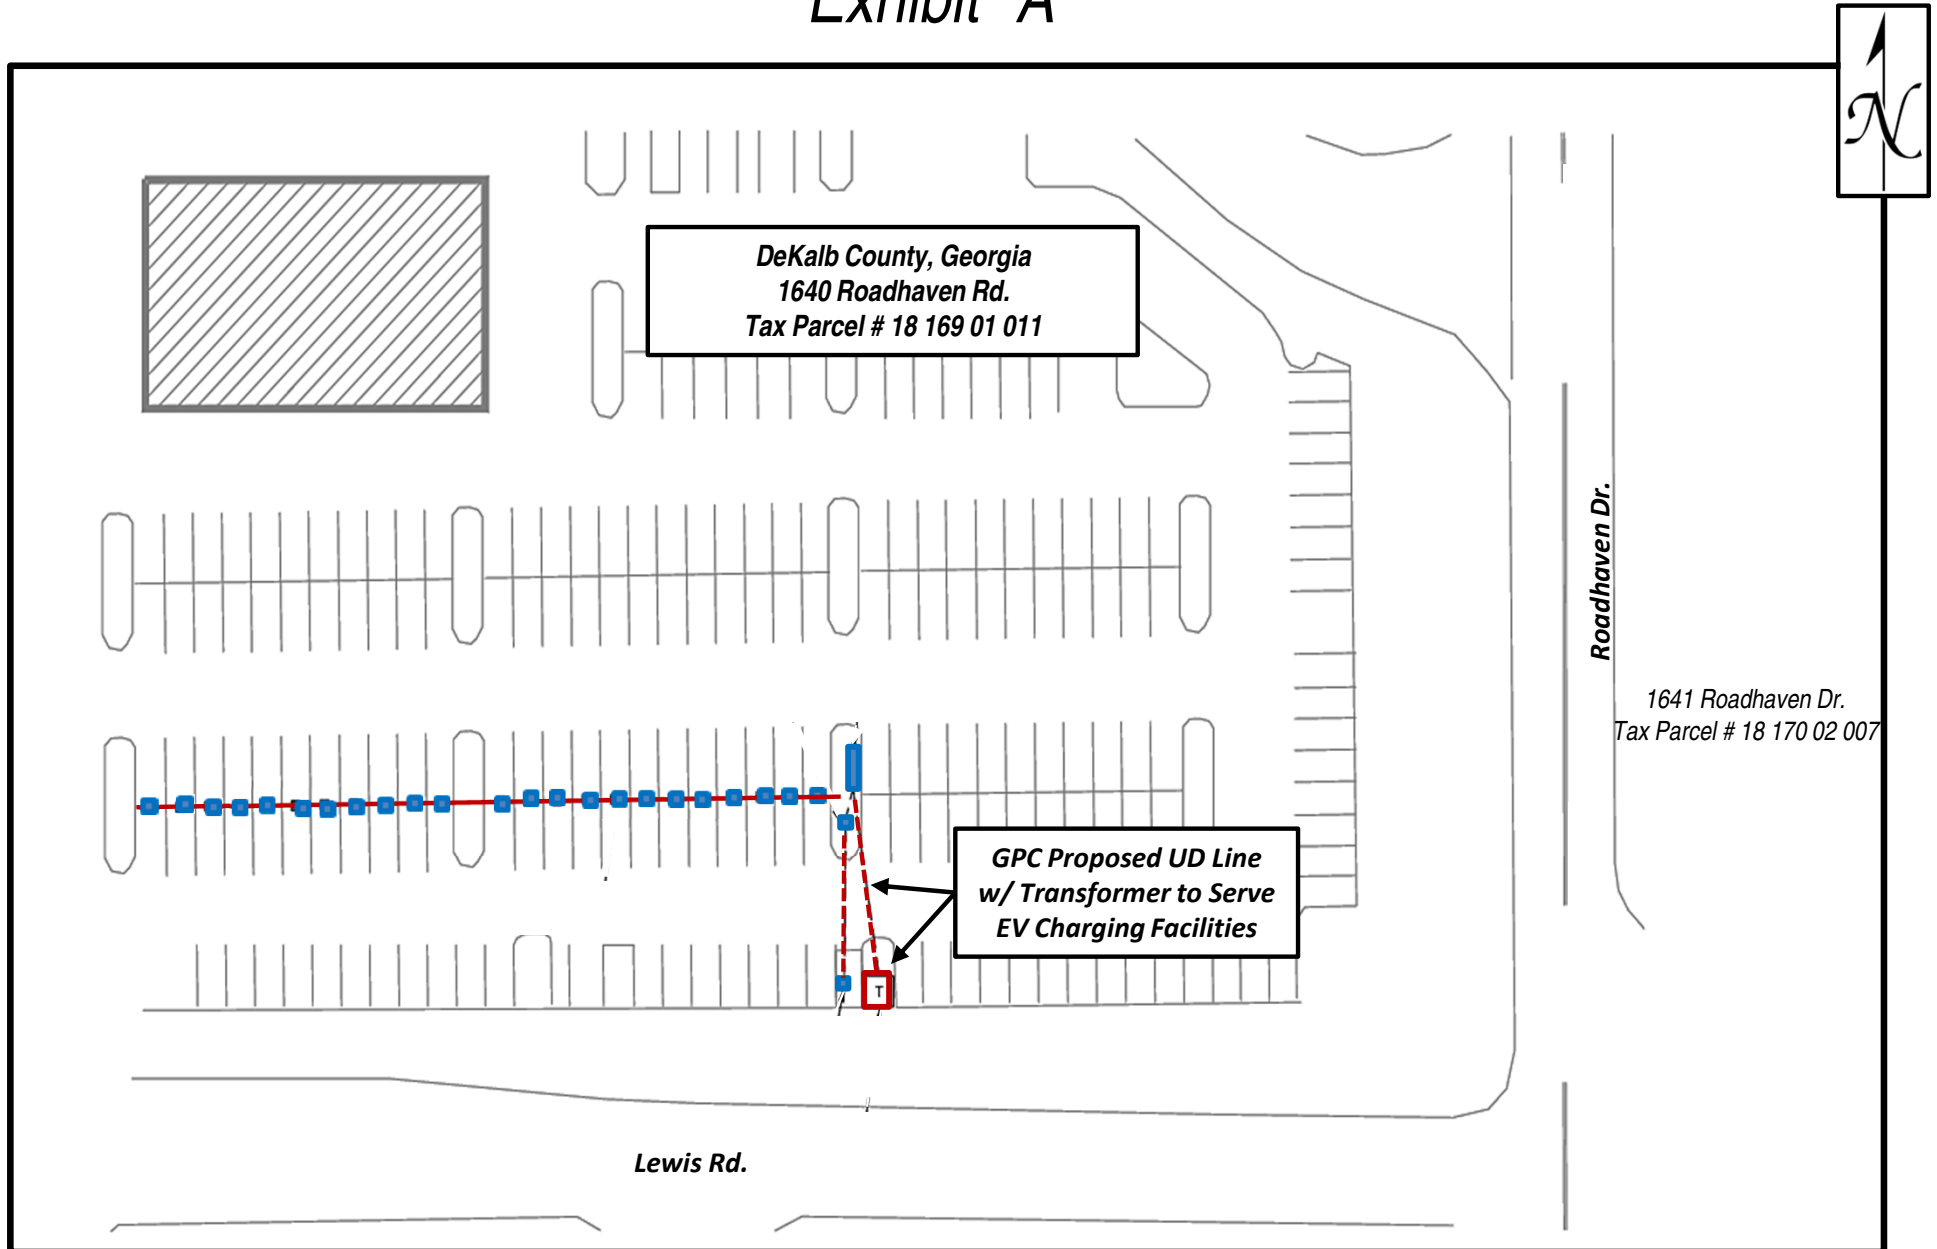 Exhibit "A"
N
DeKalb County, Georgia
1640 Roadhaven Rd.
Tax Parcel # 18 169 01 011
Roadhaven Dr.
1641 Roadhaven Dr.
Tax Parcel # 18 170 02 007
GPC Proposed UD Line
w/ Transformer to Serve
EV Charging Facilities
T
Lewis Rd.